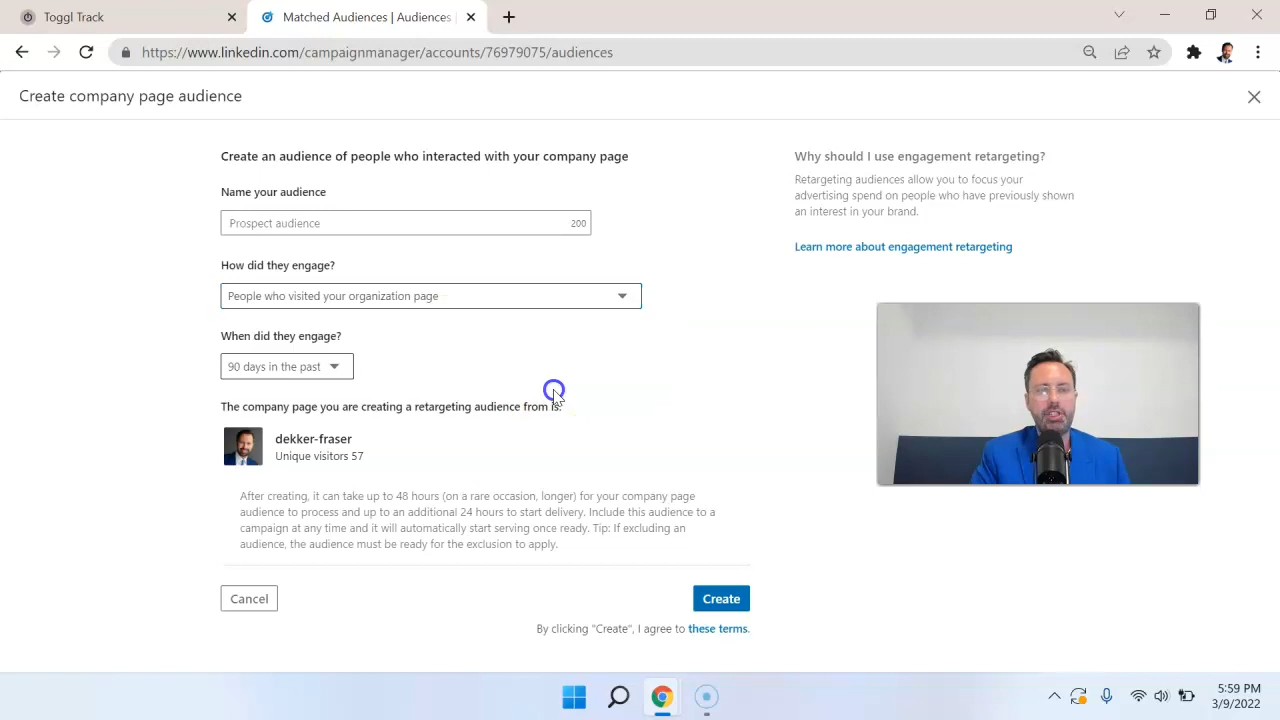 Toggl Track
Matched Audiences | Audiences
https://www.linkedin.com/campaignmanager/accounts/76979075/audiences
Create company page audience
Create an audience of people who interacted with your company page
Name your audience
Prospect audience 200
How did they engage?
People who visited your organization page
When did they engage?
90 days in the past
The company page you are creating a retargeting audience from is:
dekker-fraser
Unique visitors 57
After creating, it can take up to 48 hours (on a rare occasion, longer) for your company page
audience to process and up to an additional 24 hours to start delivery. Include this audience to a
campaign at any time and it will automatically start serving once ready. Tip: If excluding an
audience, the audience must be ready for the exclusion to apply.
Cancel
Create
By clicking "Create", I agree to these terms.
Why should I use engagement retargeting?
Retargeting audiences allow you to focus your
advertising spend on people who have previously shown
an interest in your brand.
Learn more about engagement retargeting
5:59 PM
3/9/2022